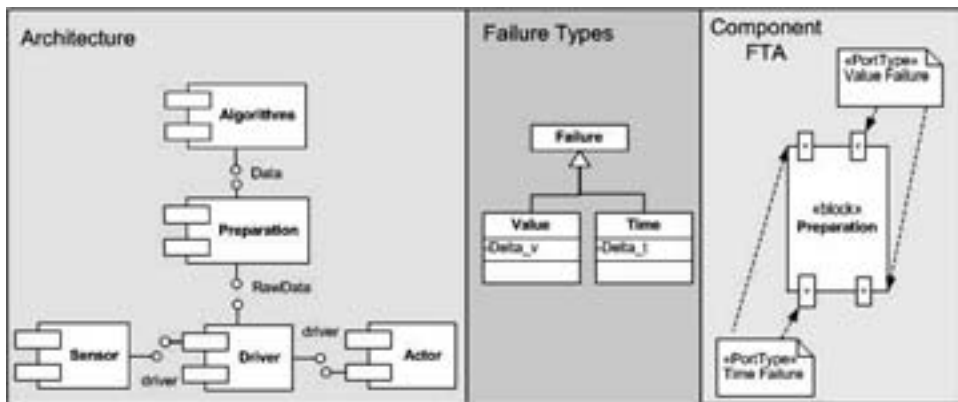 Architecture
Algorithms
Data
Preparation
RawData
driver
Sensor
Driver
Actor
driver
Failure Types
Failure
Value
-Delta_v
Time
-Delta_t
Component
FTA
«PortType»
Value Failure
«block»
Preparation
«PortType»
Time Failure